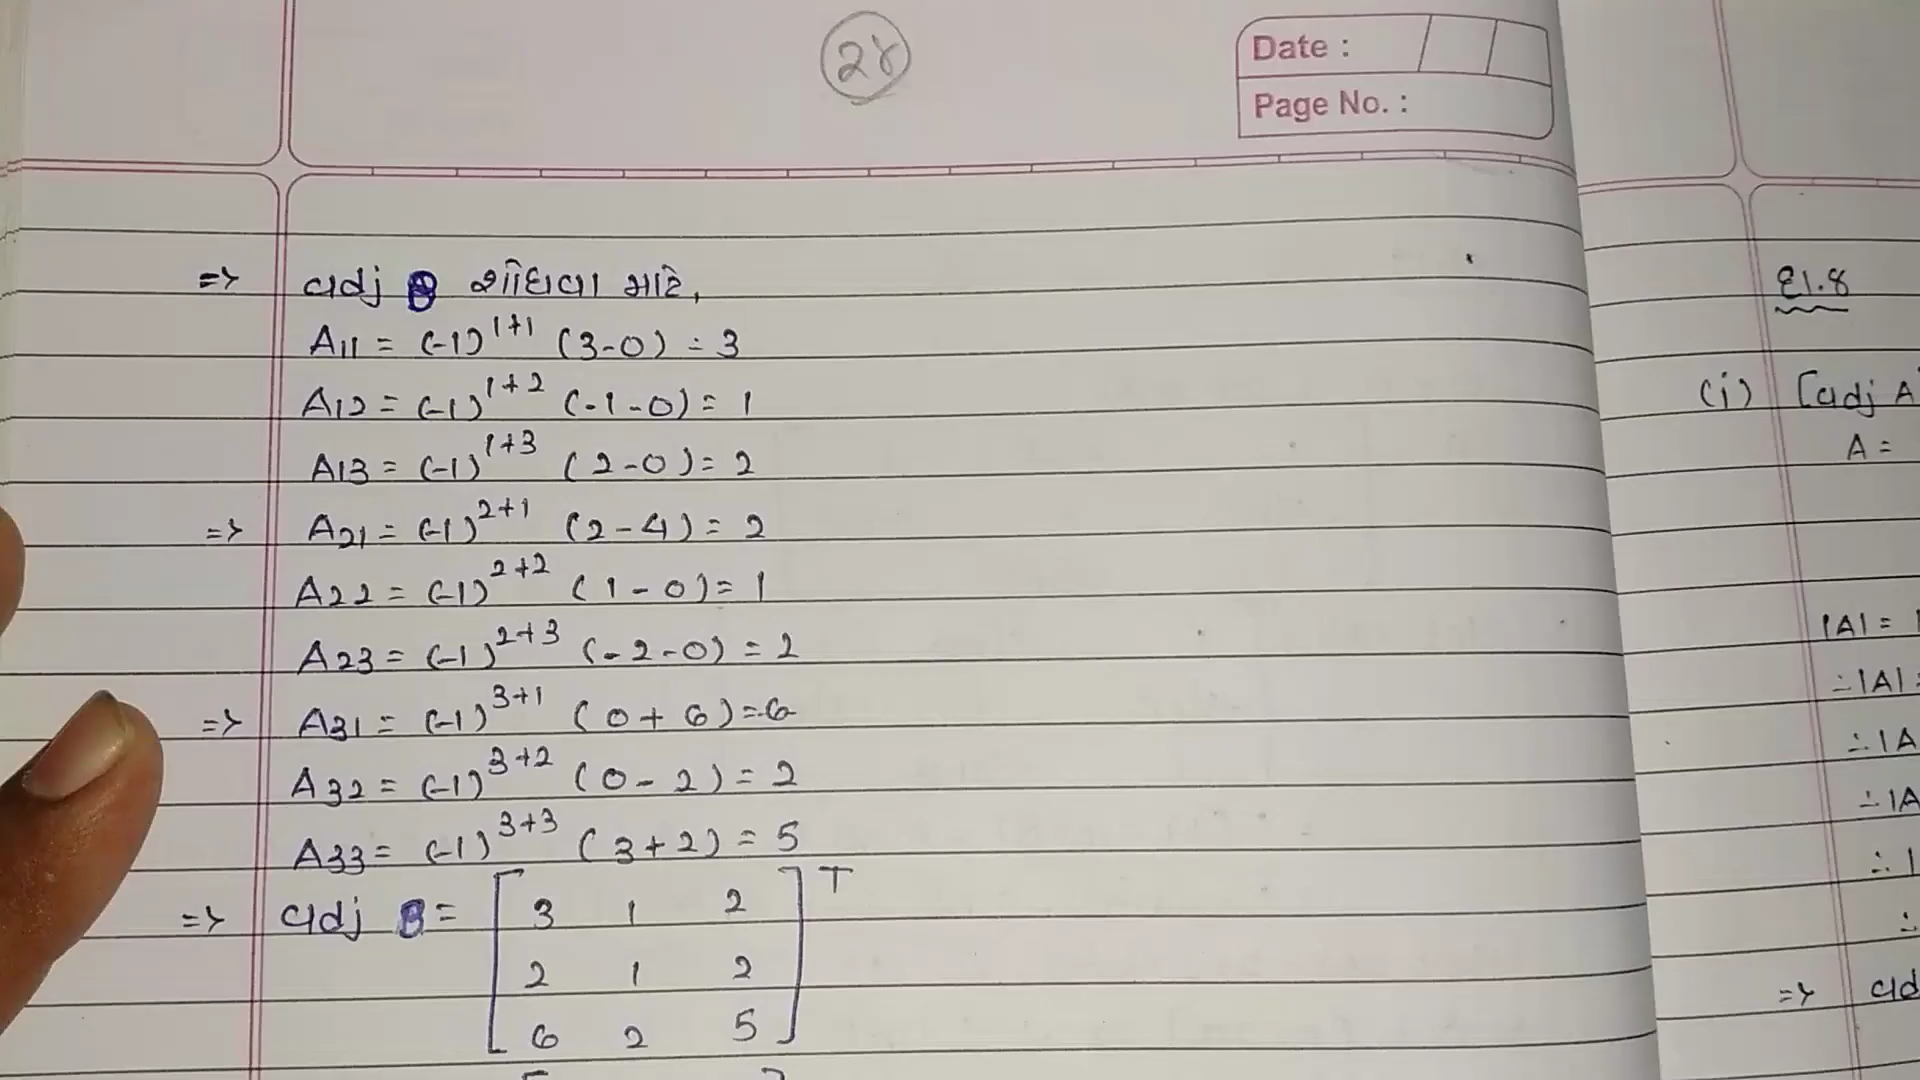 ૨૪
Date :
Page No. :
=> adj B શોધવા માટે,
A11 = (-1)^1+1 (3-0) = 3
A12 = (-1)^1+2 (-1-0) = 1
A13 = (-1)^1+3 (2-0) = 2
=> A21 = (-1)^2+1 (2-4) = 2
A22 = (-1)^2+2 (1-0) = 1
A23 = (-1)^2+3 (-2-0) = 2
=> A31 = (-1)^3+1 (0+6) = 6
A32 = (-1)^3+2 (0-2) = 2
A33 = (-1)^3+3 (3+2) = 5
=> adj B = [3 1 2
2 1 2
6 2 5]^T
દા.૪
(i) [adj A
A =
|A| =
∴ |A| =
∴ |A
∴ |A
∴ |
∴
=> ad